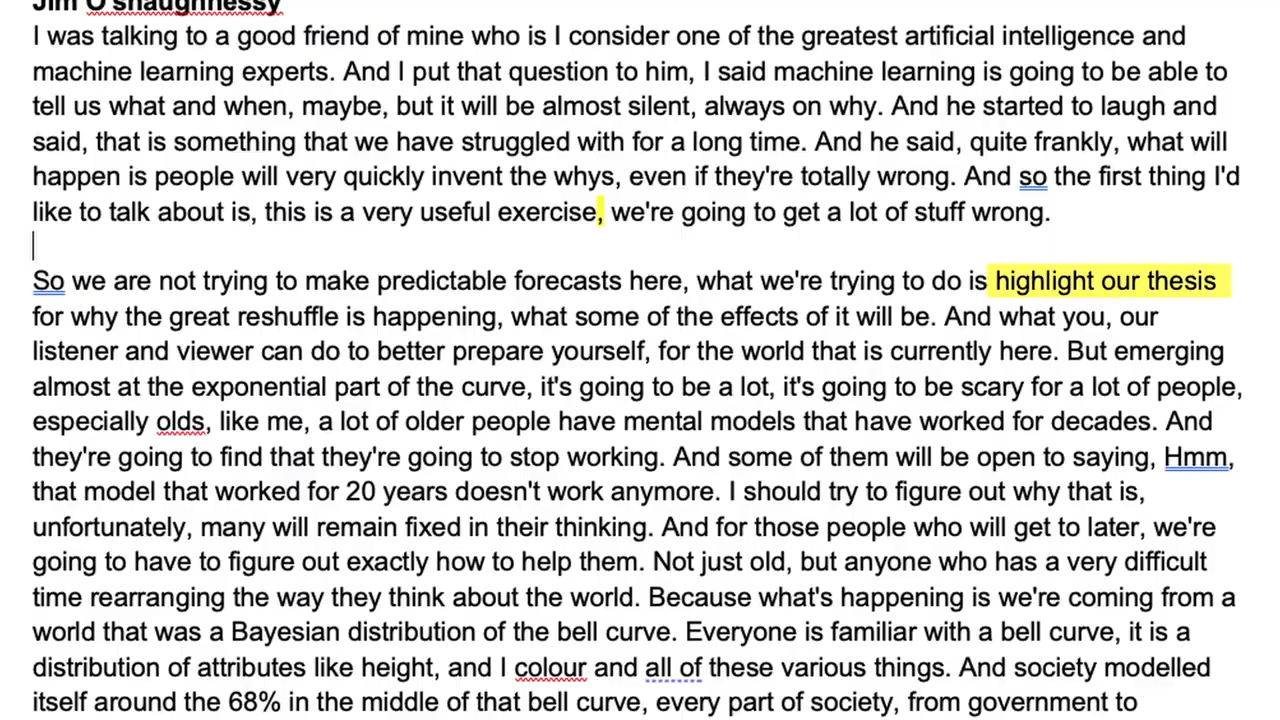 Jim O'shaughnessy
I was talking to a good friend of mine who is I consider one of the greatest artificial intelligence and
machine learning experts. And I put that question to him, I said machine learning is going to be able to
tell us what and when, maybe, but it will be almost silent, always on why. And he started to laugh and
said, that is something that we have struggled with for a long time. And he said, quite frankly, what will
happen is people will very quickly invent the whys, even if they're totally wrong. And so the first thing I'd
like to talk about is, this is a very useful exercise, we're going to get a lot of stuff wrong.
So we are not trying to make predictable forecasts here, what we're trying to do is highlight our thesis
for why the great reshuffle is happening, what some of the effects of it will be. And what you, our
listener and viewer can do to better prepare yourself, for the world that is currently here. But emerging
almost at the exponential part of the curve, it's going to be a lot, it's going to be scary for a lot of people,
especially olds, like me, a lot of older people have mental models that have worked for decades. And
they're going to find that they're going to stop working. And some of them will be open to saying, Hmm,
that model that worked for 20 years doesn't work anymore. I should try to figure out why that is,
unfortunately, many will remain fixed in their thinking. And for those people who will get to later, we're
going to have to figure out exactly how to help them. Not just old, but anyone who has a very difficult
time rearranging the way they think about the world. Because what's happening is we're coming from a
world that was a Bayesian distribution of the bell curve. Everyone is familiar with a bell curve, it is a
distribution of attributes like height, and I colour and all of these various things. And society modelled
itself around the 68% in the middle of that bell curve, every part of society, from government to